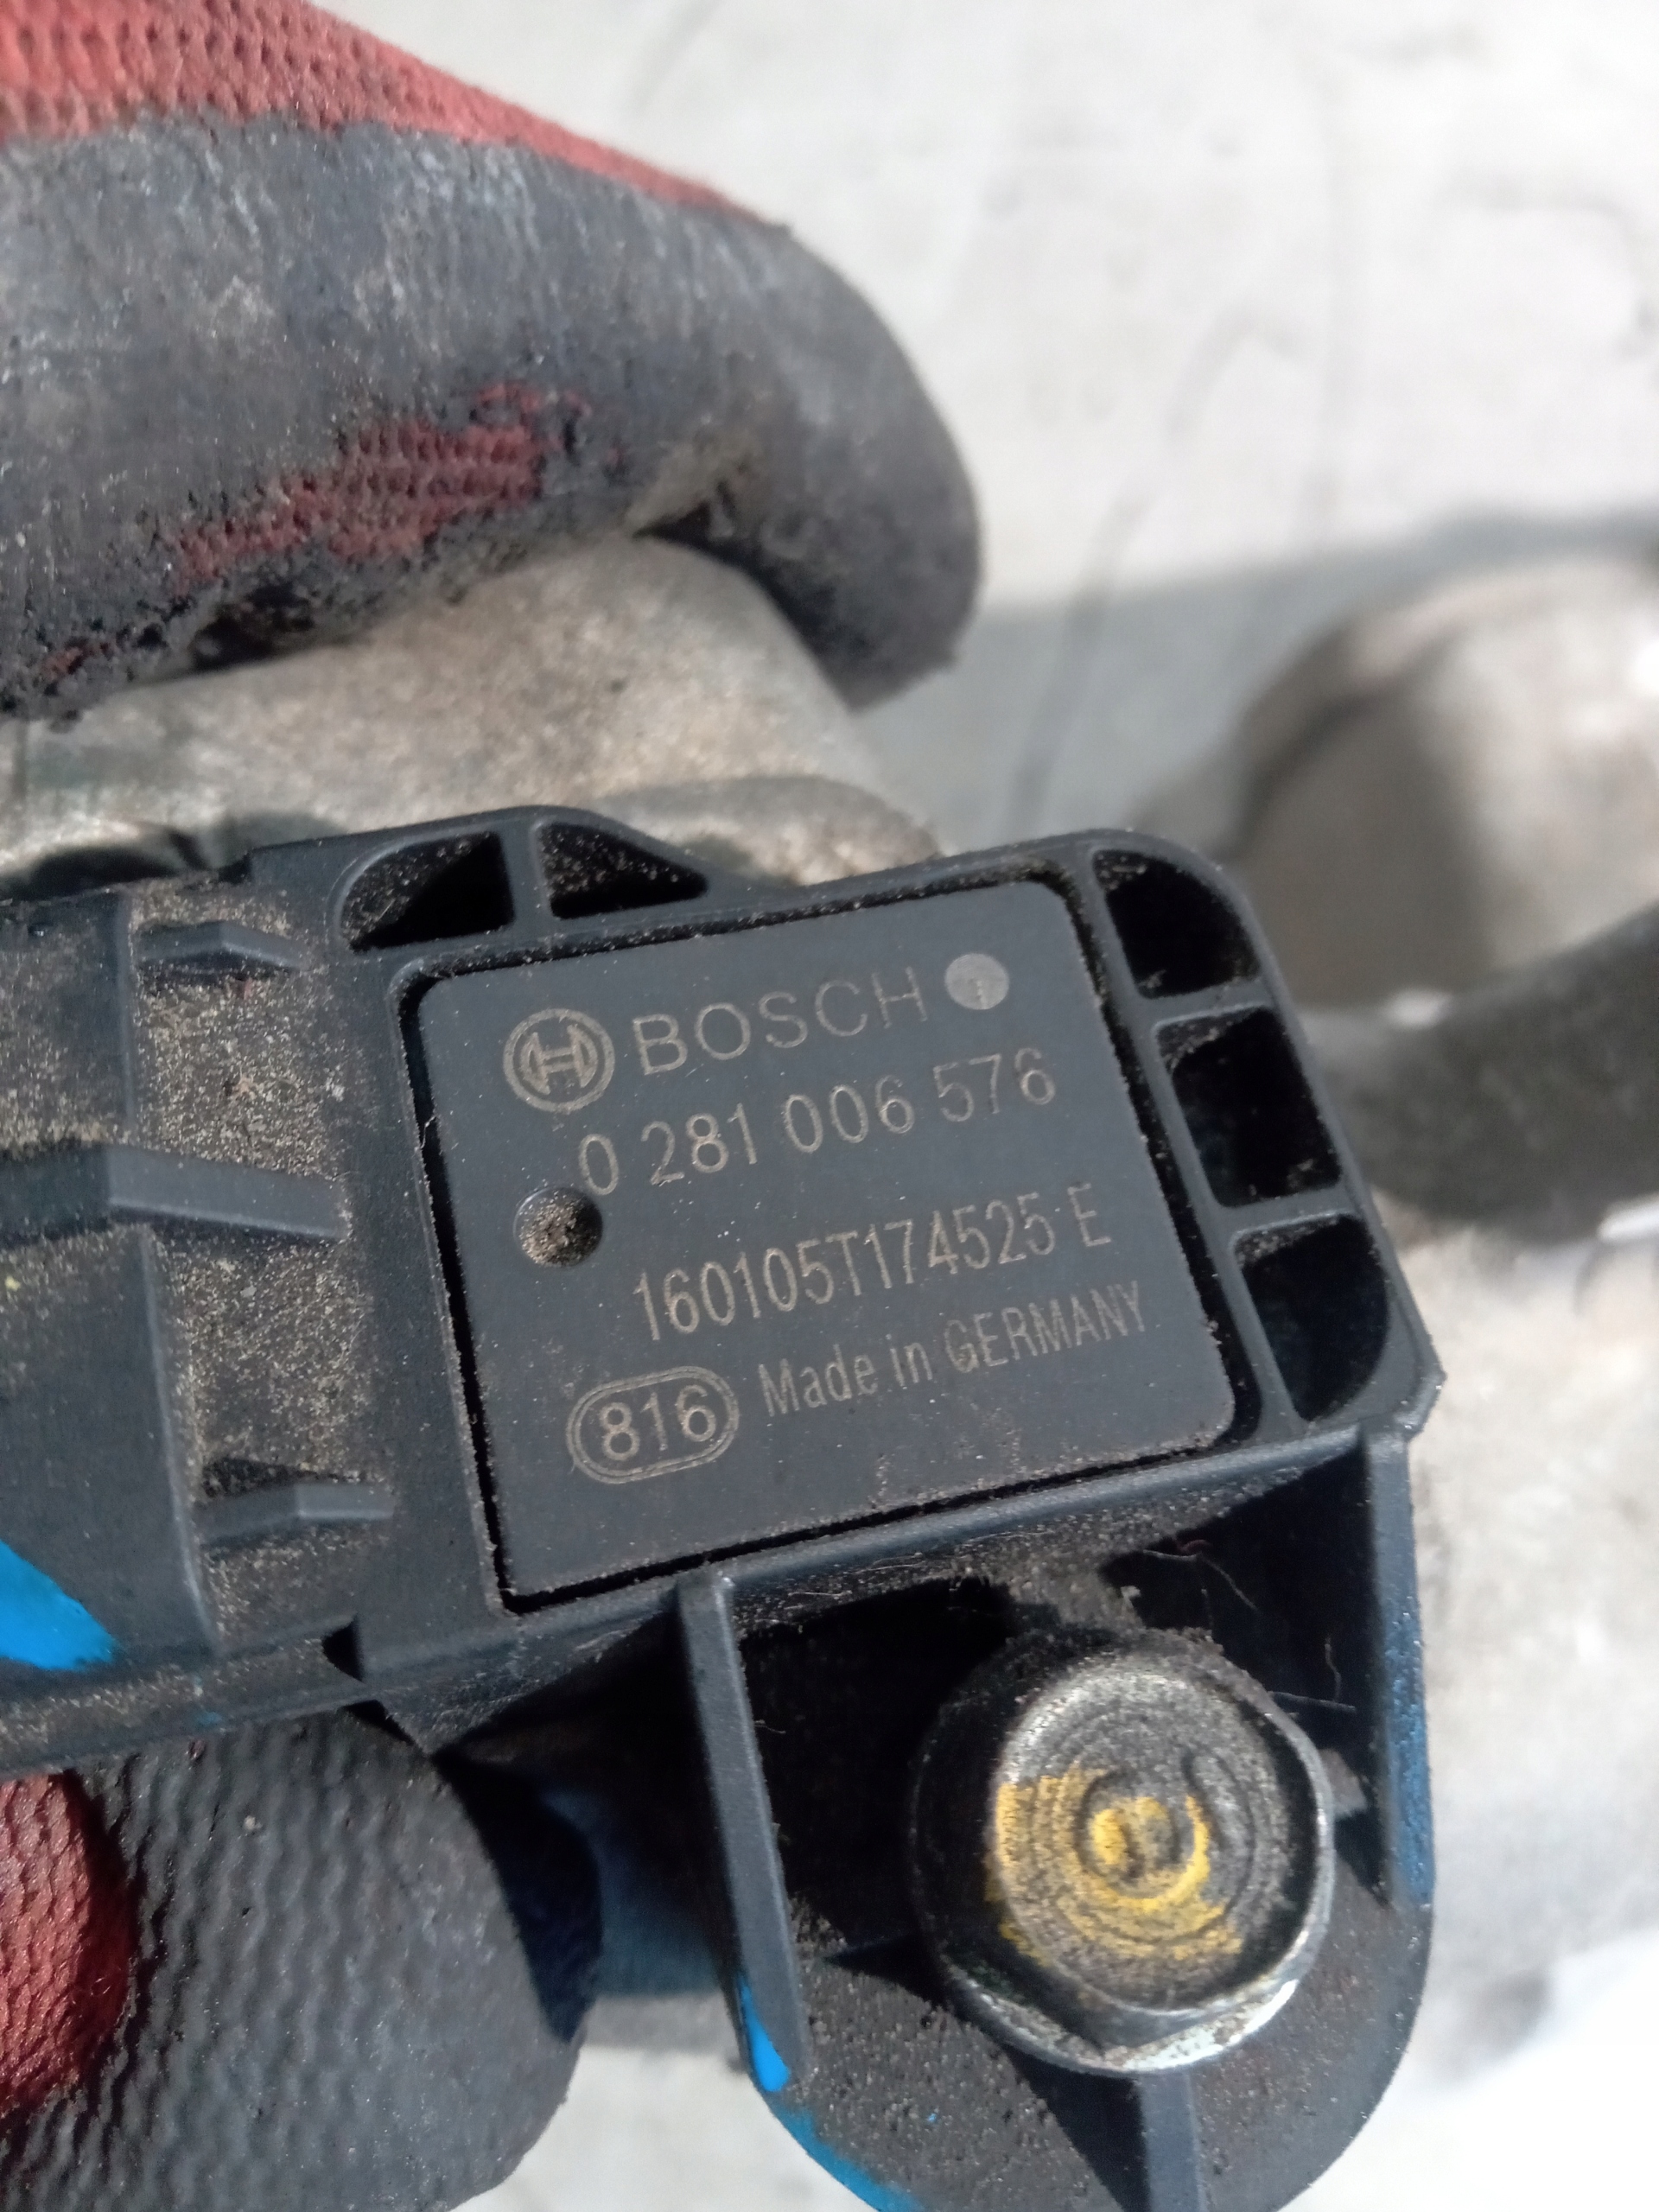 BOSCH
0 281 006 576
160105T174525 E
816 Made in GERMANY